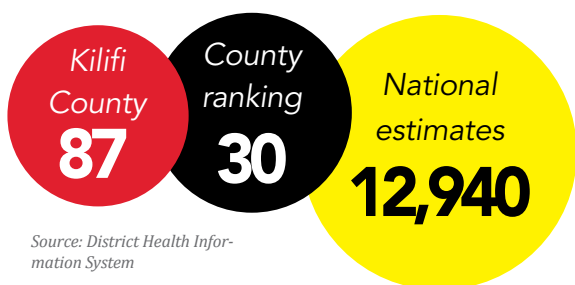 Kilifi
County
87
County
ranking
30
National
estimates
12,940
Source: District Health Infor-
mation System